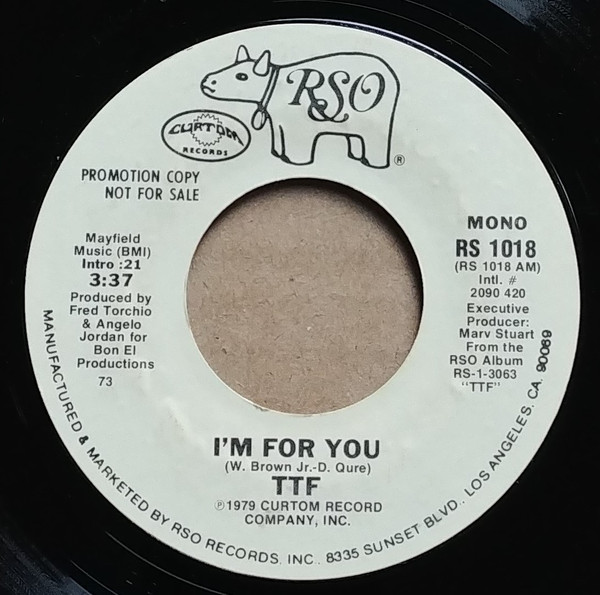 RSO
®
CURTOM
RECORDS
PROMOTION COPY
NOT FOR SALE
Mayfield
Music (BMI)
Intro :21
3:37
Produced by
Fred Torchio
& Angelo
Jordan for
Bon El
Productions
73
MONO
RS 1018
(RS 1018 AM)
Intl. #
2090 420
Executive
Producer:
Marv Stuart
From the
RSO Album
RS-1-3063
"TTF"
I'M FOR YOU
(W. Brown Jr.-D. Qure)
TTF
℗1979 CURTOM RECORD
COMPANY, INC.
MANUFACTURED & MARKETED BY RSO RECORDS, INC.. 8335 SUNSET BLVD., LOS ANGELES, CA. 90069